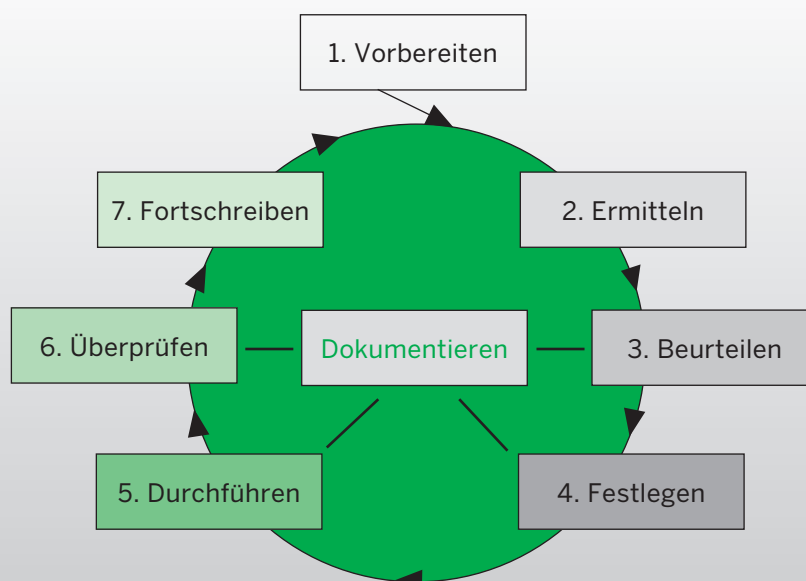 1. Vorbereiten
7. Fortschreiben
2. Ermitteln
6. Überprüfen
Dokumentieren
3. Beurteilen
5. Durchführen
4. Festlegen